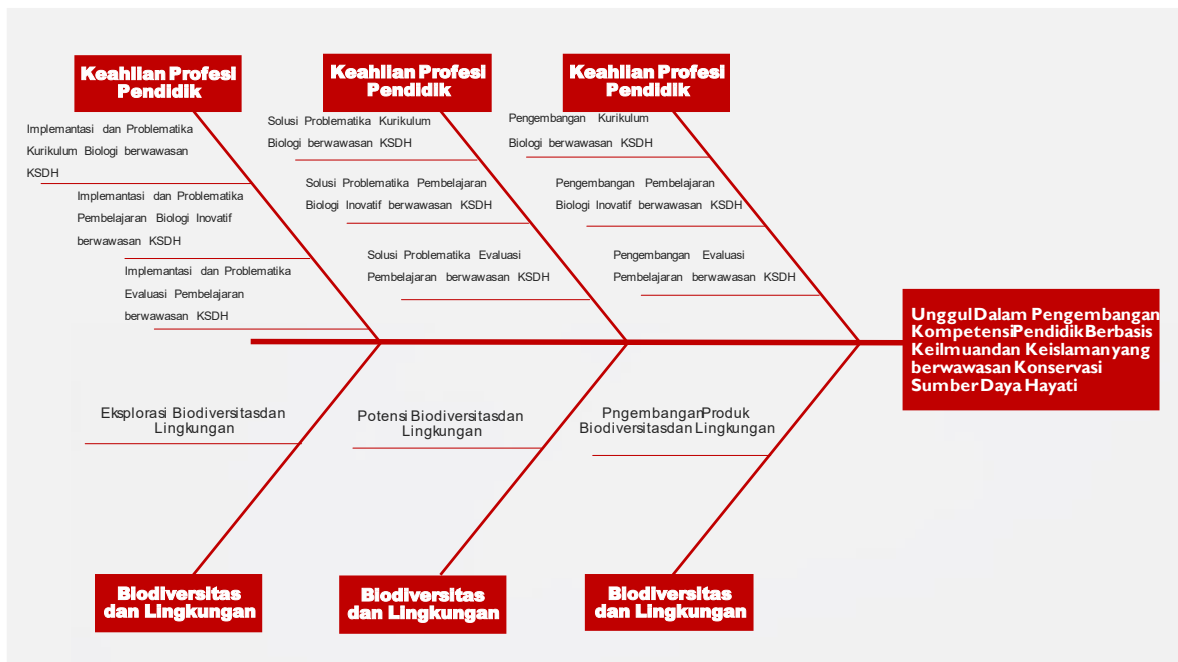 Keahlian Profesi
Pendidik
Implemantasi dan Problematika
Kurikulum Biologi berwawasan
KSDH
Implemantasi dan Problematika
Pembelajaran Biologi Inovatif
berwawasan KSDH
Implemantasi dan Problematika
Evaluasi Pembelajaran
berwawasan KSDH
Keahlian Profesi
Pendidik
Solusi Problematika Kurikulum
Biologi berwawasan KSDH
Solusi Problematika Pembelajaran
Biologi Inovatif berwawasan KSDH
Solusi Problematika Evaluasi
Pembelajaran berwawasan KSDH
Keahlian Profesi
Pendidik
Pengembangan Kurikulum
Biologi berwawasan KSDH
Pengembangan Pembelajaran
Biologi Inovatif berwawasan KSDH
Pengembangan Evaluasi
Pembelajaran berwawasan KSDH
Unggul Dalam Pengembangan
Kompetensi Pendidik Berbasis
Keilmuan dan Keislaman yang
berwawasan Konservasi
Sumber Daya Hayati
Eksplorasi Biodiversitas dan
Lingkungan
Potensi Biodiversitas dan
Lingkungan
Pngembangan Produk
Biodiversitas dan Lingkungan
Biodiversitas
dan Lingkungan
Biodiversitas
dan Lingkungan
Biodiversitas
dan Lingkungan